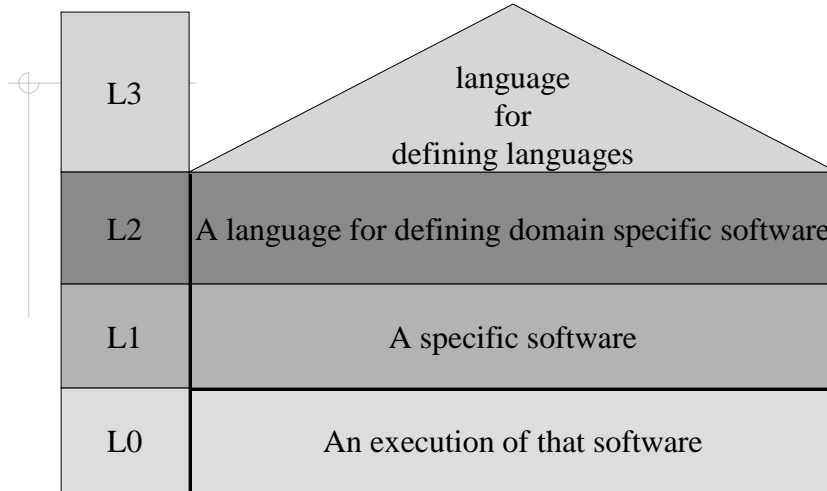 L3
language
for
defining languages
L2
A language for defining domain specific software
L1
A specific software
L0
An execution of that software